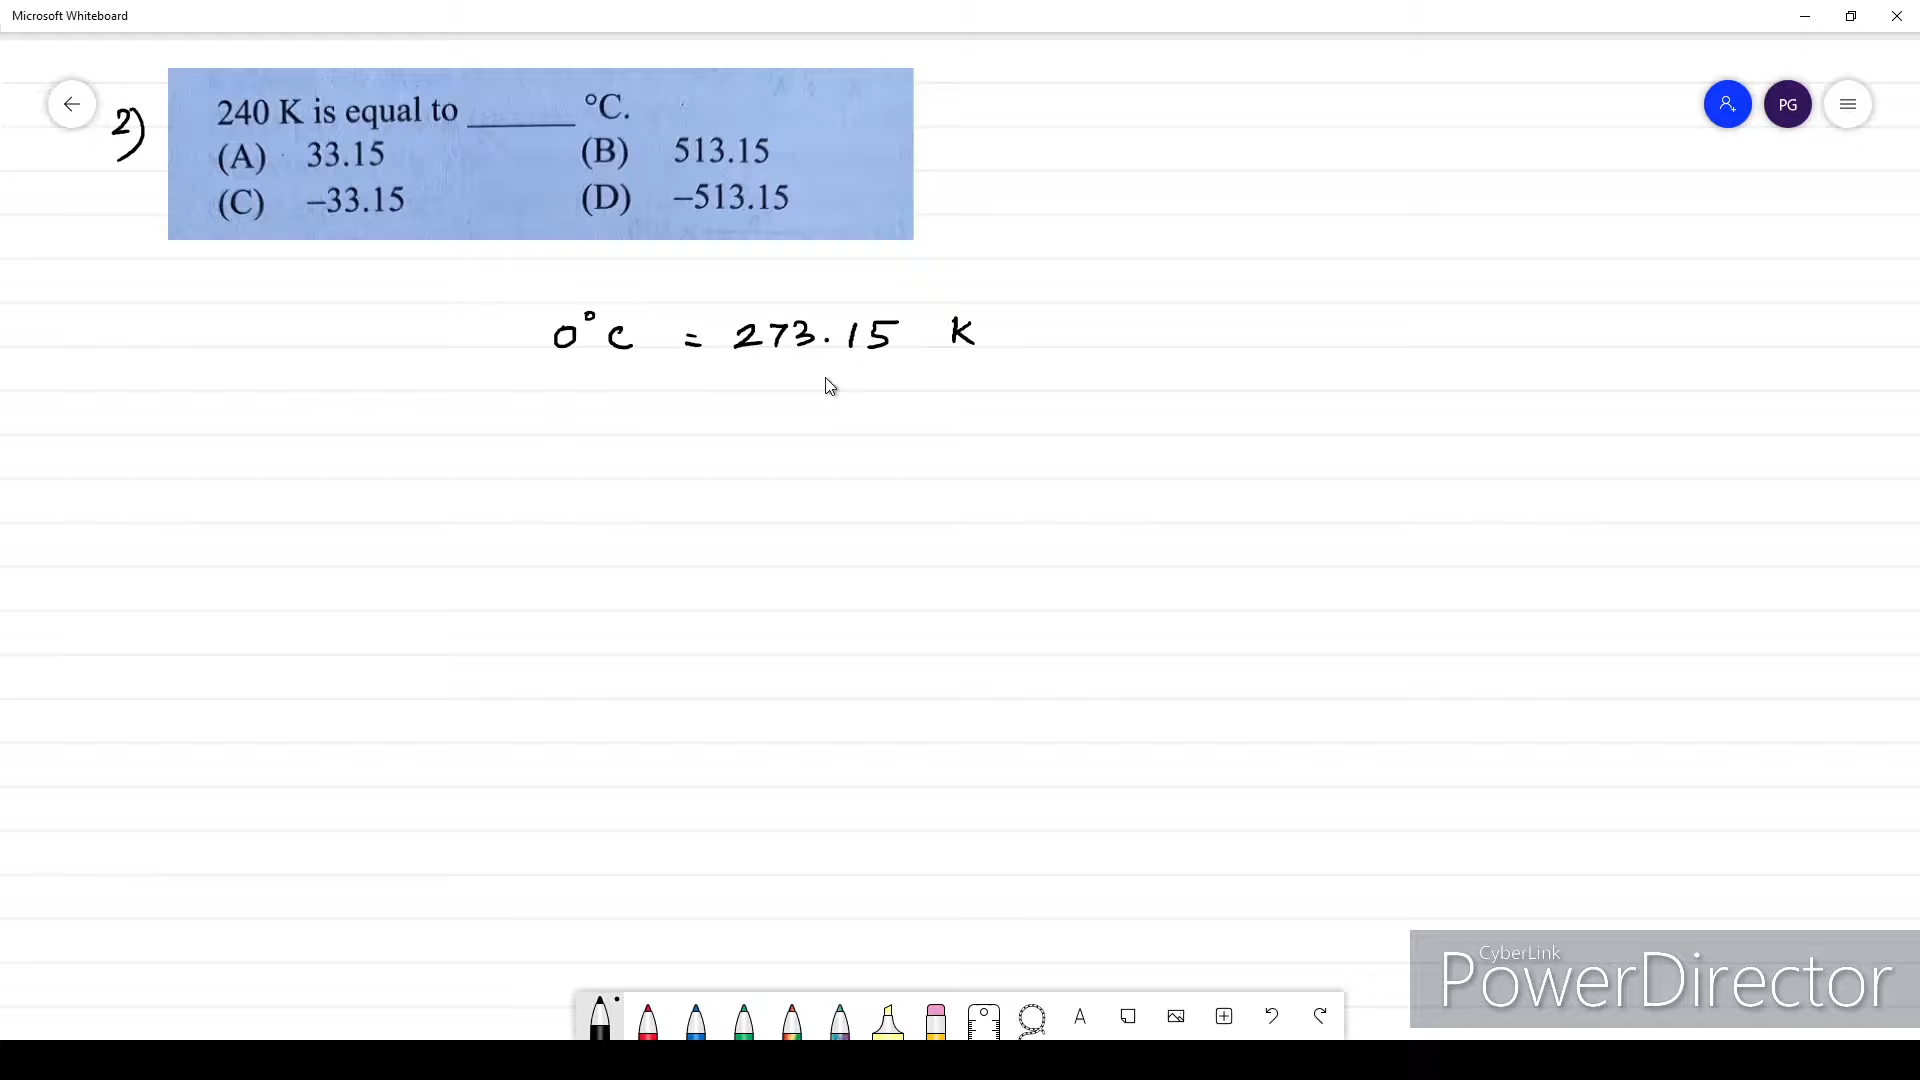 Microsoft Whiteboard
2)
240 K is equal to ______ °C.
(A) 33.15 (B) 513.15
(C) –33.15 (D) –513.15
PG
0°C = 273.15 K
A
CyberLink
PowerDirector